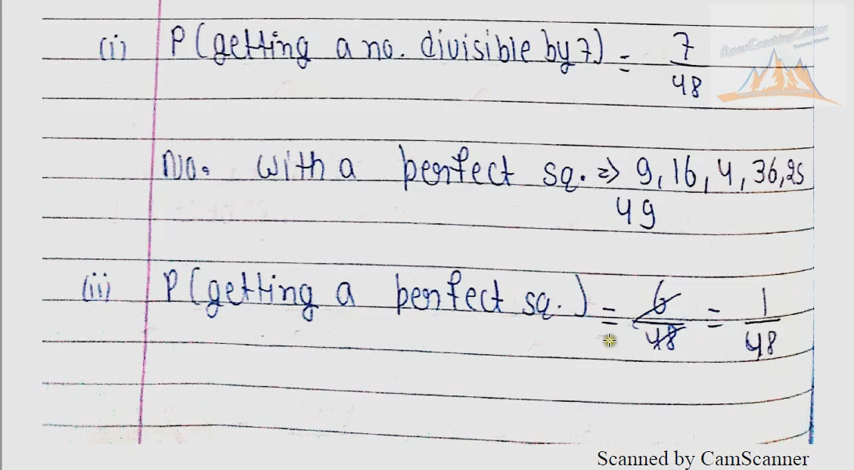 (i) P(getting a no. divisible by 7) = 7/48
No. with a perfect sq. => 9, 16, 4, 36, 25
49
(ii) P(getting a perfect sq.) = 6/48 = 1/48
Scanned by CamScanner